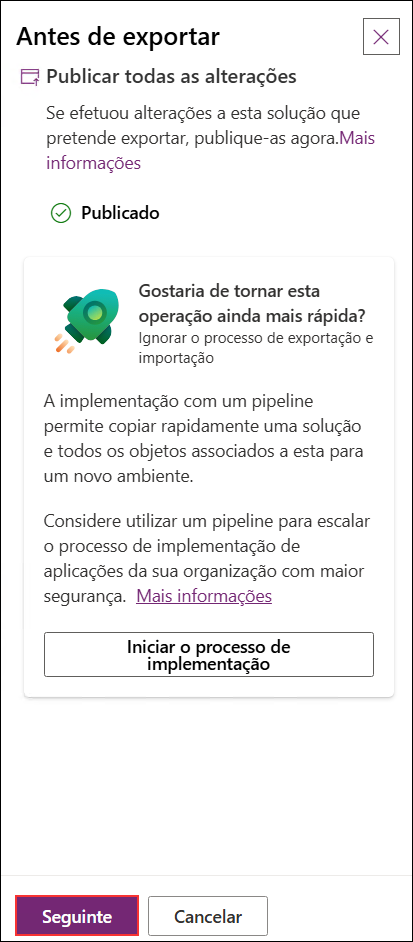 Antes de exportar
Publicar todas as alterações
Se efetuou alterações a esta solução que
pretende exportar, publique-as agora.Mais
informações
Publicado
Gostaria de tornar esta
operação ainda mais rápida?
Ignorar o processo de exportação e
importação
A implementação com um pipeline
permite copiar rapidamente uma solução
e todos os objetos associados a esta para
um novo ambiente.
Considere utilizar um pipeline para escalar
o processo de implementação de
aplicações da sua organização com maior
segurança. Mais informações
Iniciar o processo de
implementação
Seguinte
Cancelar